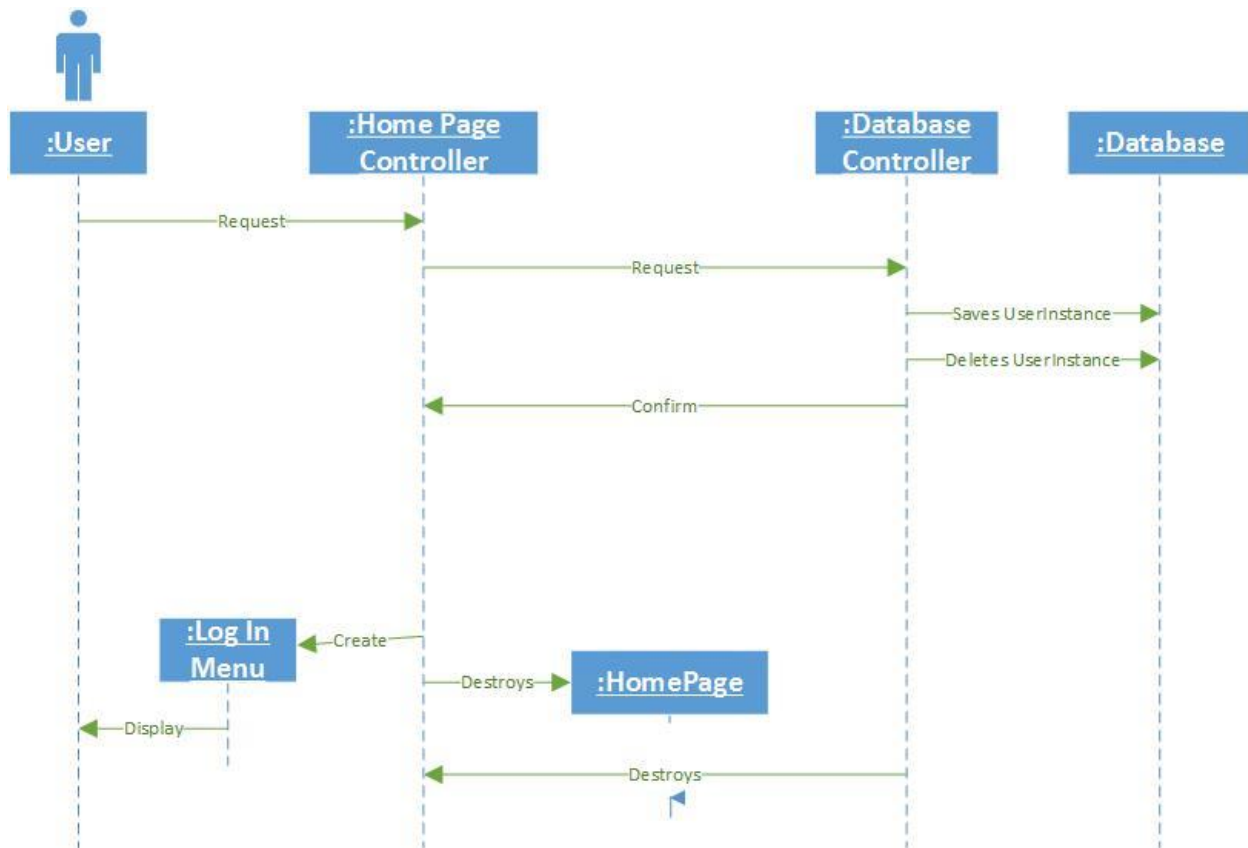 :User
:Home Page
Controller
:Database
Controller
:Database
Request
Request
Saves UserInstance
Deletes UserInstance
Confirm
:Log In
Menu
Create
Destroys
:HomePage
Display
Destroys